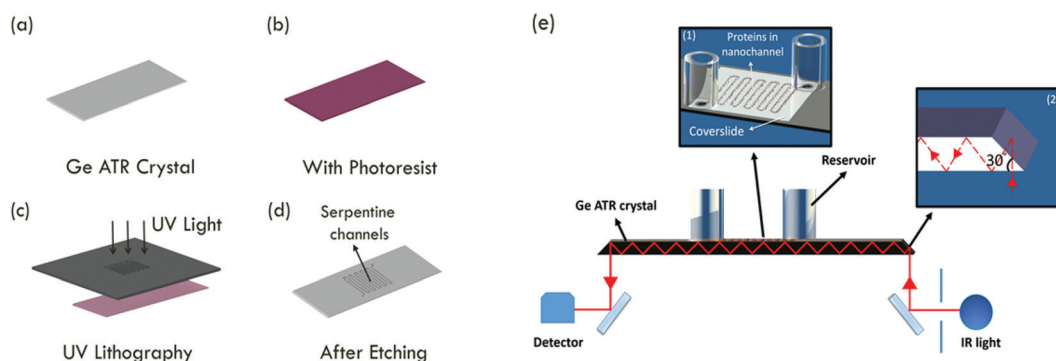 (a)
Ge ATR Crystal
(b)
With Photoresist
(c)
UV Light
UV Lithography
(d)
Serpentine
channels
After Etching
(e)
(1)
Proteins in
nanochannel
Coverslide
(2
30°
Reservoir
Ge ATR crystal
Detector
IR light